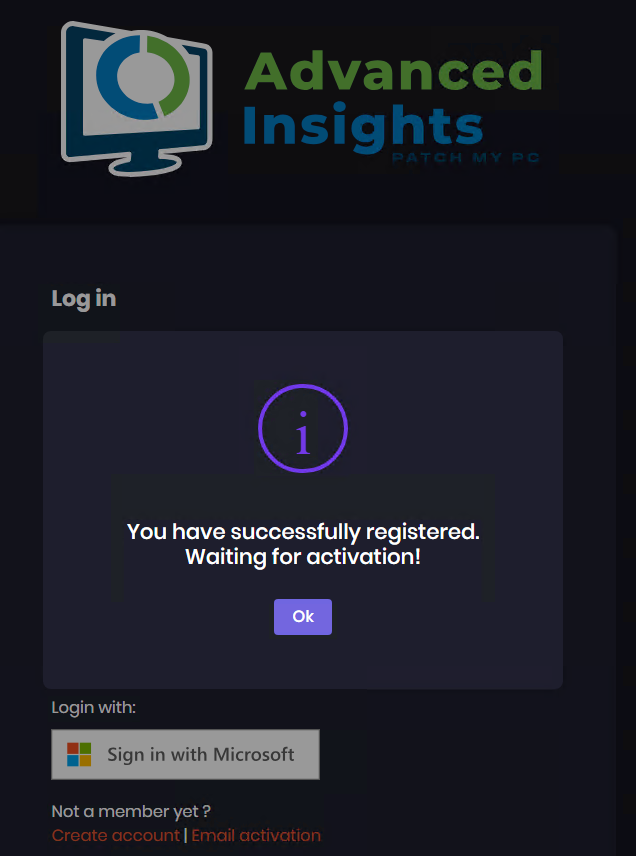 Advanced
Insights
PATCH MY PC
Log in
i
You have successfully registered.
Waiting for activation!
Ok
Login with:
Sign in with Microsoft
Not a member yet ?
Create account | Email activation